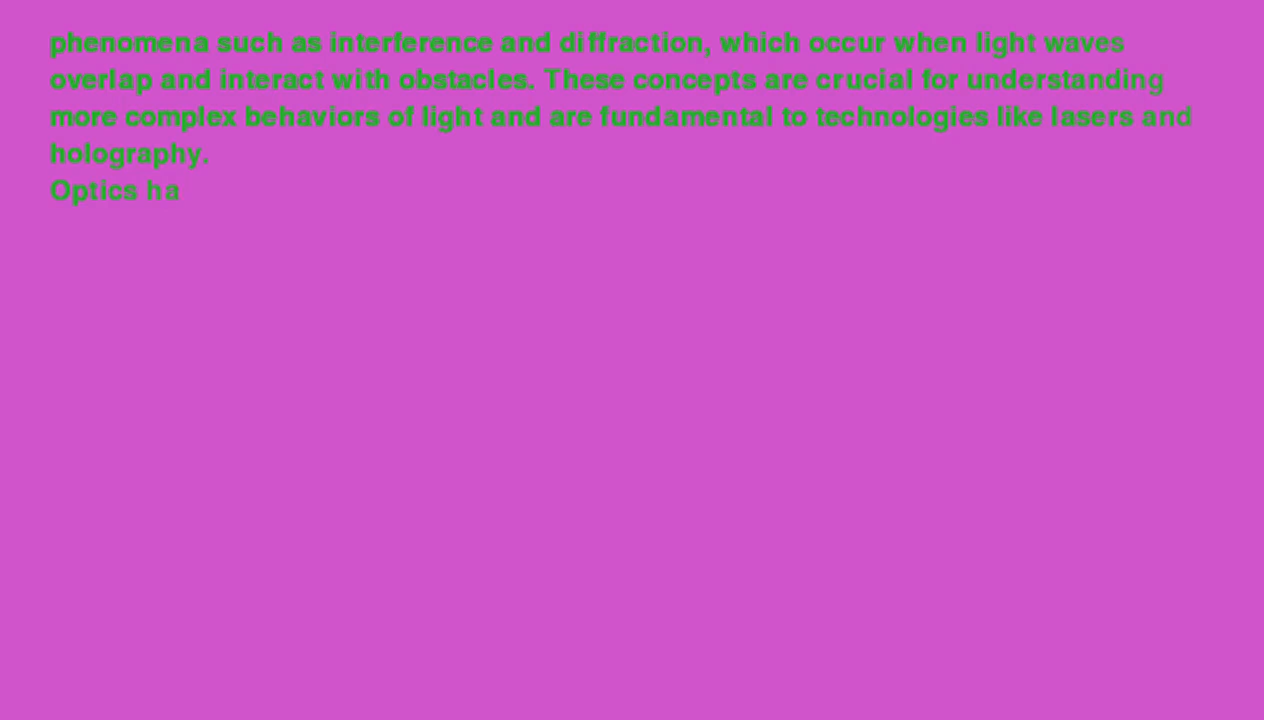 phenomena such as interference and diffraction, which occur when light waves
overlap and interact with obstacles. These concepts are crucial for understanding
more complex behaviors of light and are fundamental to technologies like lasers and
holography.
Optics ha